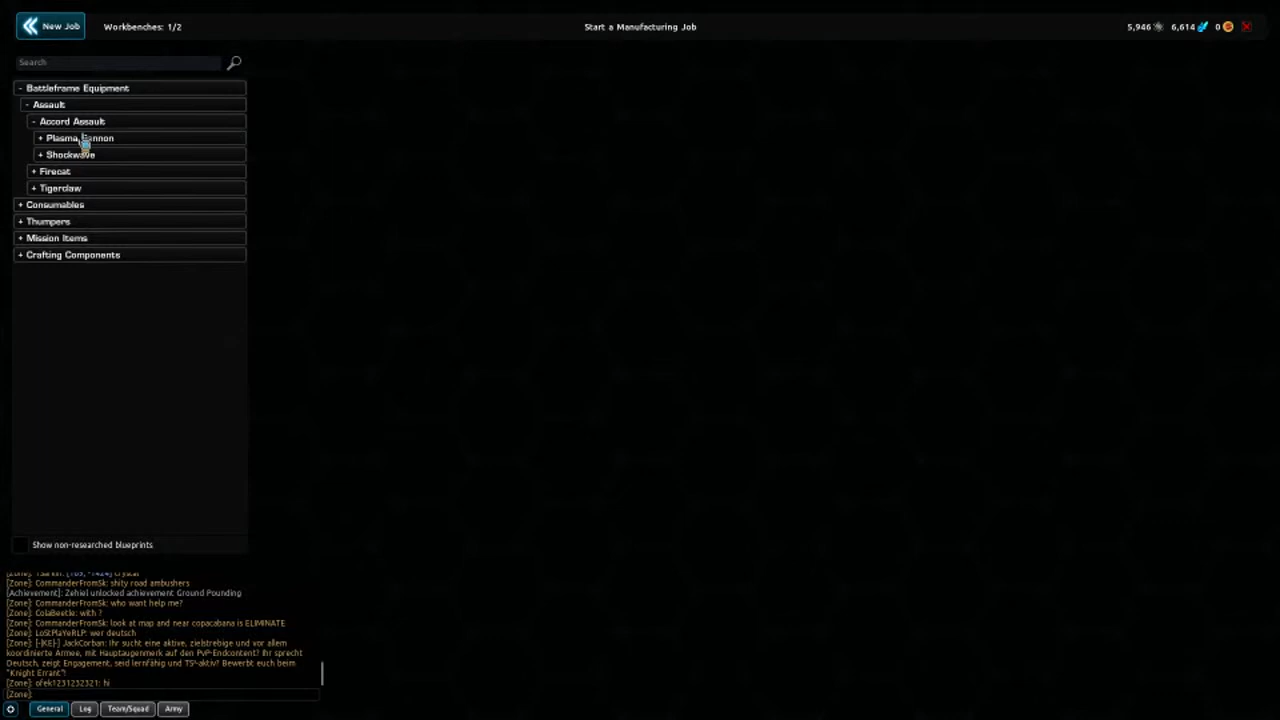 New Job
Workbenches: 1/2
Start a Manufacturing Job
5,946
6,614
0
Search
- Battleframe Equipment
- Assault
- Accord Assault
+ Plasma Cannon
+ Shockwave
+ Firecat
+ Tigerclaw
+ Consumables
+ Thumpers
+ Mission Items
+ Crafting Components
Show non-researched blueprints
[Zone]: CommanderFromSk: shity road ambushers
[Achievement]: Zehiel unlocked achievement Ground Pounding
[Zone]: CommanderFromSk: who want help me?
[Zone]: ColaBeetle: with ?
[Zone]: CommanderFromSk: look at map and near copacabana is ELIMINATE
[Zone]: LoStPlaYeRLP: wer deutsch
[Zone]: [-|KE|-] JackCorban: Ihr sucht eine aktive, zielstrebige und vor allem
koordinierte Armee, mit Hauptaugenmerk auf den PvP-Endcontent? Ihr sprecht
Deutsch, zeigt Engagement, seid lernfähig und TS³-aktiv? Bewerbt euch beim
"Knight Errant"!
[Zone]: ofek1231232321: hi
[Zone]:
General
Log
Team/Squad
Army